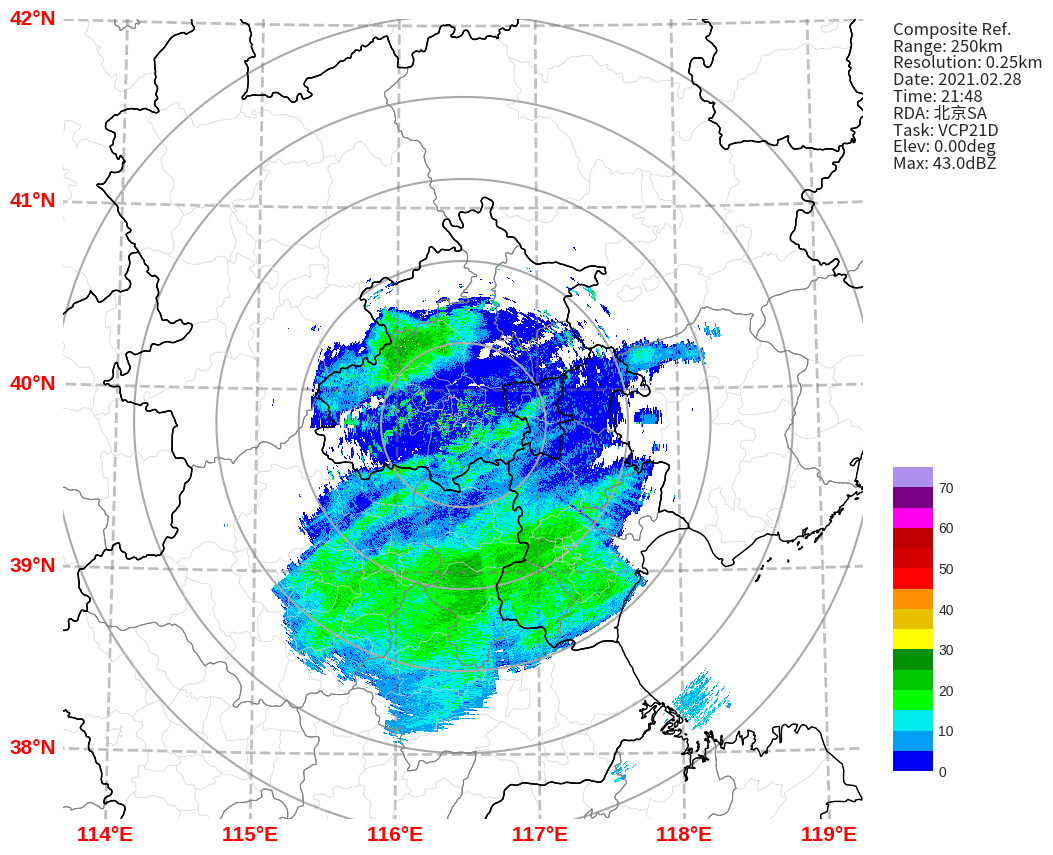 42°N
41°N
40°N
39°N
38°N
114°E
115°E
116°E
117°E
118°E
119°E
Composite Ref.
Range: 250km
Resolution: 0.25km
Date: 2021.02.28
Time: 21:48
RDA: 北京SA
Task: VCP21D
Elev: 0.00deg
Max: 43.0dBZ
70
60
50
40
30
20
10
0